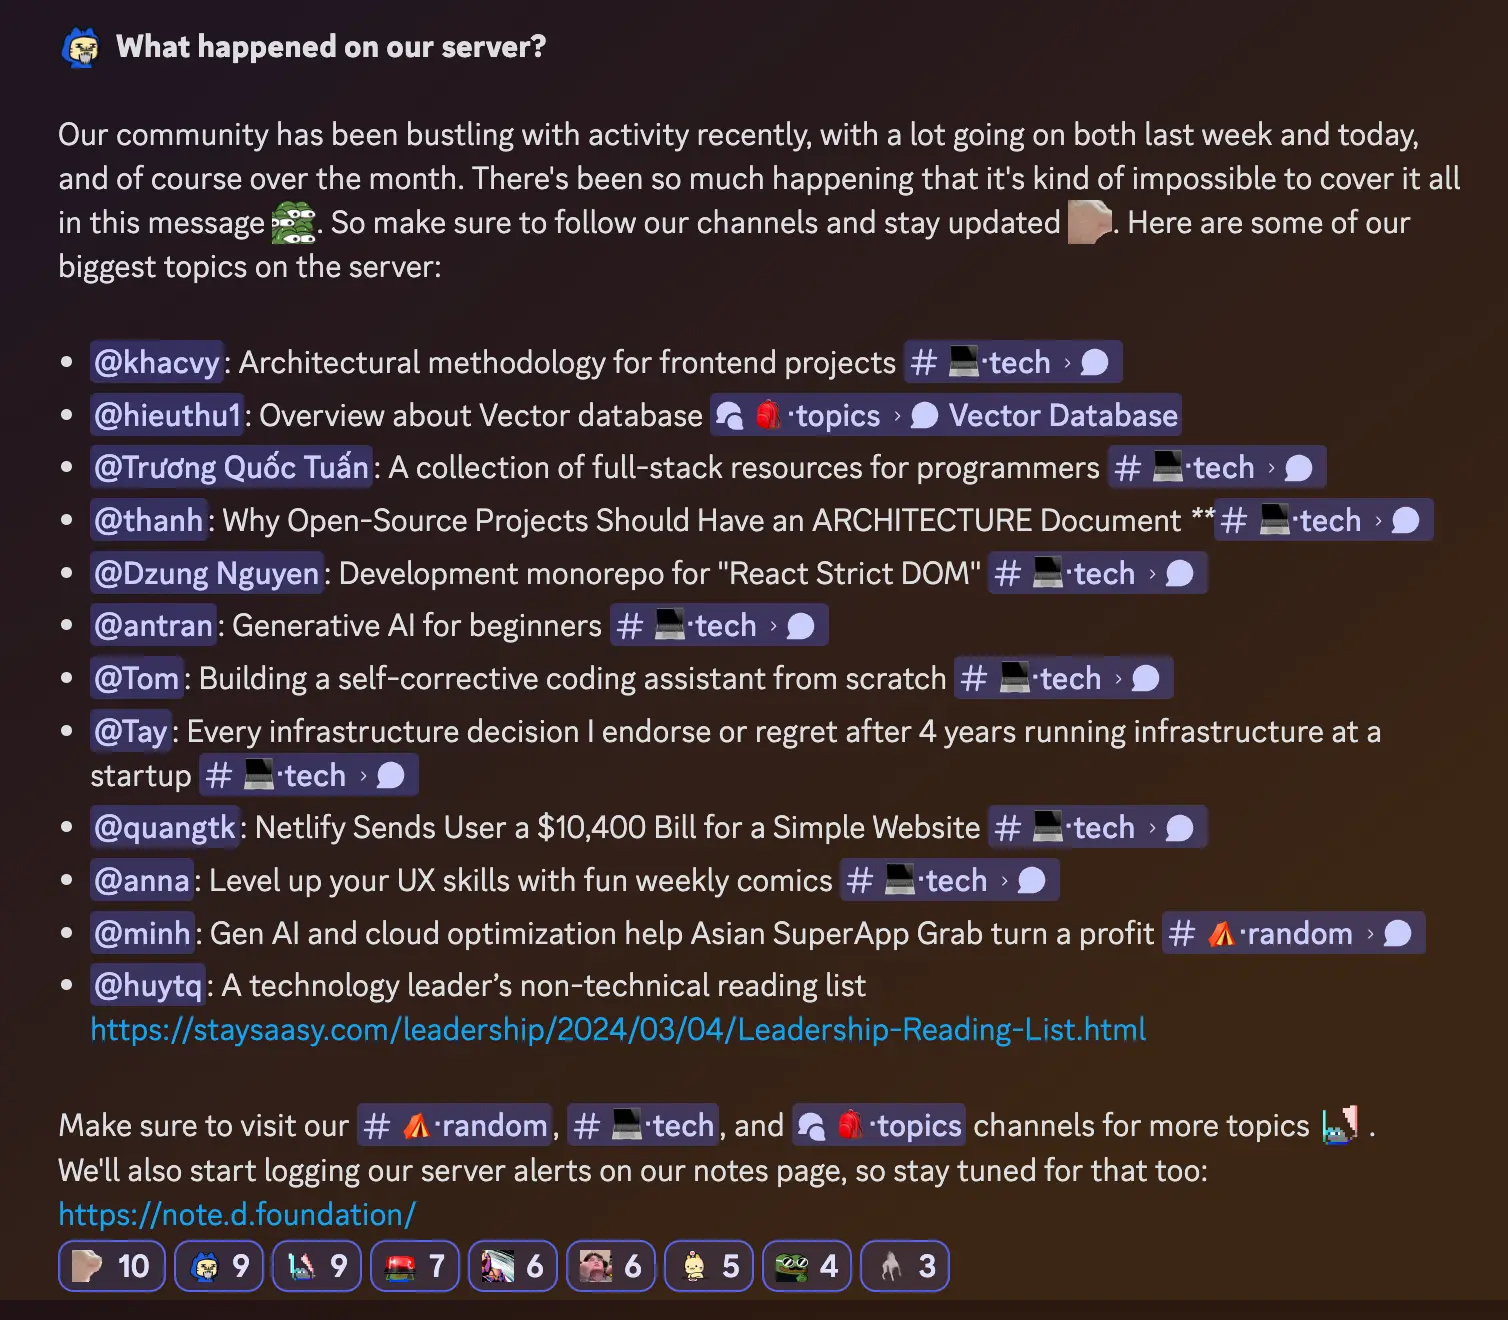 What happened on our server?
Our community has been bustling with activity recently, with a lot going on both last week and today,
and of course over the month. There's been so much happening that it's kind of impossible to cover it all
in this message . So make sure to follow our channels and stay updated . Here are some of our
biggest topics on the server:
• @khacvy: Architectural methodology for frontend projects # 💻·tech ›
• @hieuthu1: Overview about Vector database 🎒·topics › Vector Database
• @Trương Quốc Tuấn: A collection of full-stack resources for programmers # 💻·tech ›
• @thanh: Why Open-Source Projects Should Have an ARCHITECTURE Document **# 💻·tech ›
• @Dzung Nguyen: Development monorepo for "React Strict DOM" # 💻·tech ›
• @antran: Generative AI for beginners # 💻·tech ›
• @Tom: Building a self-corrective coding assistant from scratch # 💻·tech ›
• @Tay: Every infrastructure decision I endorse or regret after 4 years running infrastructure at a
startup # 💻·tech ›
• @quangtk: Netlify Sends User a $10,400 Bill for a Simple Website # 💻·tech ›
• @anna: Level up your UX skills with fun weekly comics # 💻·tech ›
• @minh: Gen AI and cloud optimization help Asian SuperApp Grab turn a profit # ⛺·random ›
• @huytq: A technology leader’s non-technical reading list
https://staysaasy.com/leadership/2024/03/04/Leadership-Reading-List.html
Make sure to visit our # ⛺·random, # 💻·tech, and 🎒·topics channels for more topics .
We'll also start logging our server alerts on our notes page, so stay tuned for that too:
https://note.d.foundation/
10 9 9 7 6 6 5 4 3